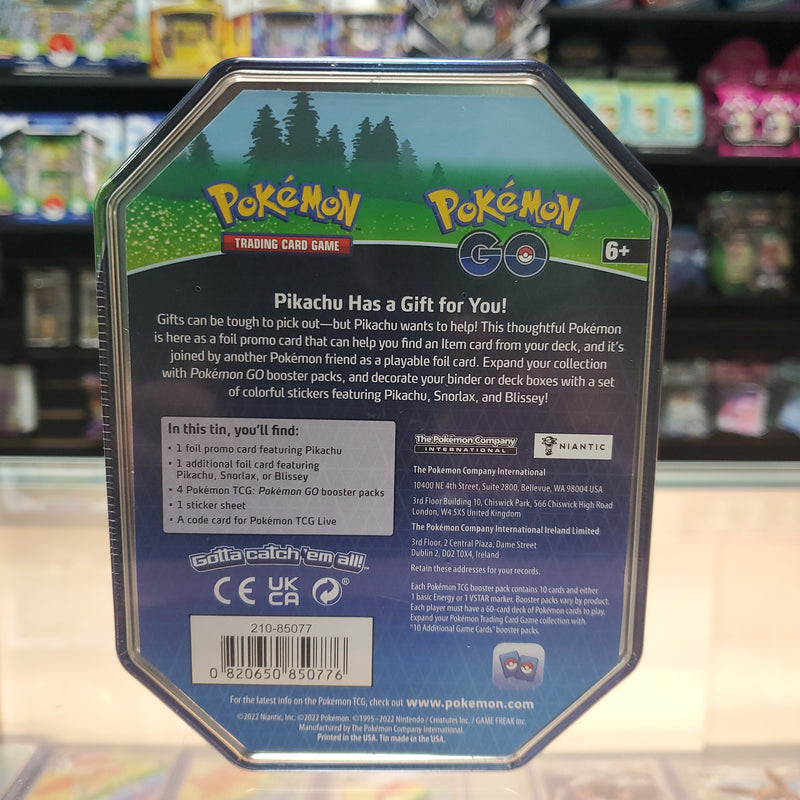 POKéMON
TRADING CARD GAME
POKéMON
GO
6+
Pikachu Has a Gift for You!
Gifts can be tough to pick out—but Pikachu wants to help! This thoughtful Pokémon
is here as a foil promo card that can help you find an Item card from your deck, and it's
joined by another Pokémon friend as a playable foil card. Expand your collection
with Pokémon GO booster packs, and decorate your binder or deck boxes with a set
of colorful stickers featuring Pikachu, Snorlax, and Blissey!
In this tin, you'll find:
• 1 foil promo card featuring Pikachu
• 1 additional foil card featuring
Pikachu, Snorlax, or Blissey
• 4 Pokémon TCG: Pokémon GO booster packs
• 1 sticker sheet
• A code card for Pokémon TCG Live
Gotta catch 'em all!™
CE UK
CA ®
210-85077
0 820650 850776
The Pokémon Company
INTERNATIONAL
NIANTIC
The Pokémon Company International
10400 NE 4th Street, Suite 2800, Bellevue, WA 98004 USA
3rd Floor Building 10, Chiswick Park, 566 Chiswick High Road
London, W4 5XS United Kingdom
The Pokémon Company International Ireland Limited
3rd Floor, 2 Central Plaza, Dame Street
Dublin 2, D02 T0X4, Ireland
Retain these addresses for your records.
Each Pokémon TCG booster pack contains 10 cards and either
1 basic Energy or 1 VSTAR marker. Booster packs vary by product.
Each player must have a 60-card deck of Pokémon cards to play.
Expand your Pokémon Trading Card Game collection with
"10 Additional Game Cards" booster packs.
For the latest info on the Pokémon TCG, check out www.pokemon.com
©2022 Niantic, Inc. ©2022 Pokémon. ©1995–2022 Nintendo / Creatures Inc. / GAME FREAK inc.
Manufactured by The Pokémon Company International.
Printed in the USA. Tin made in the USA.